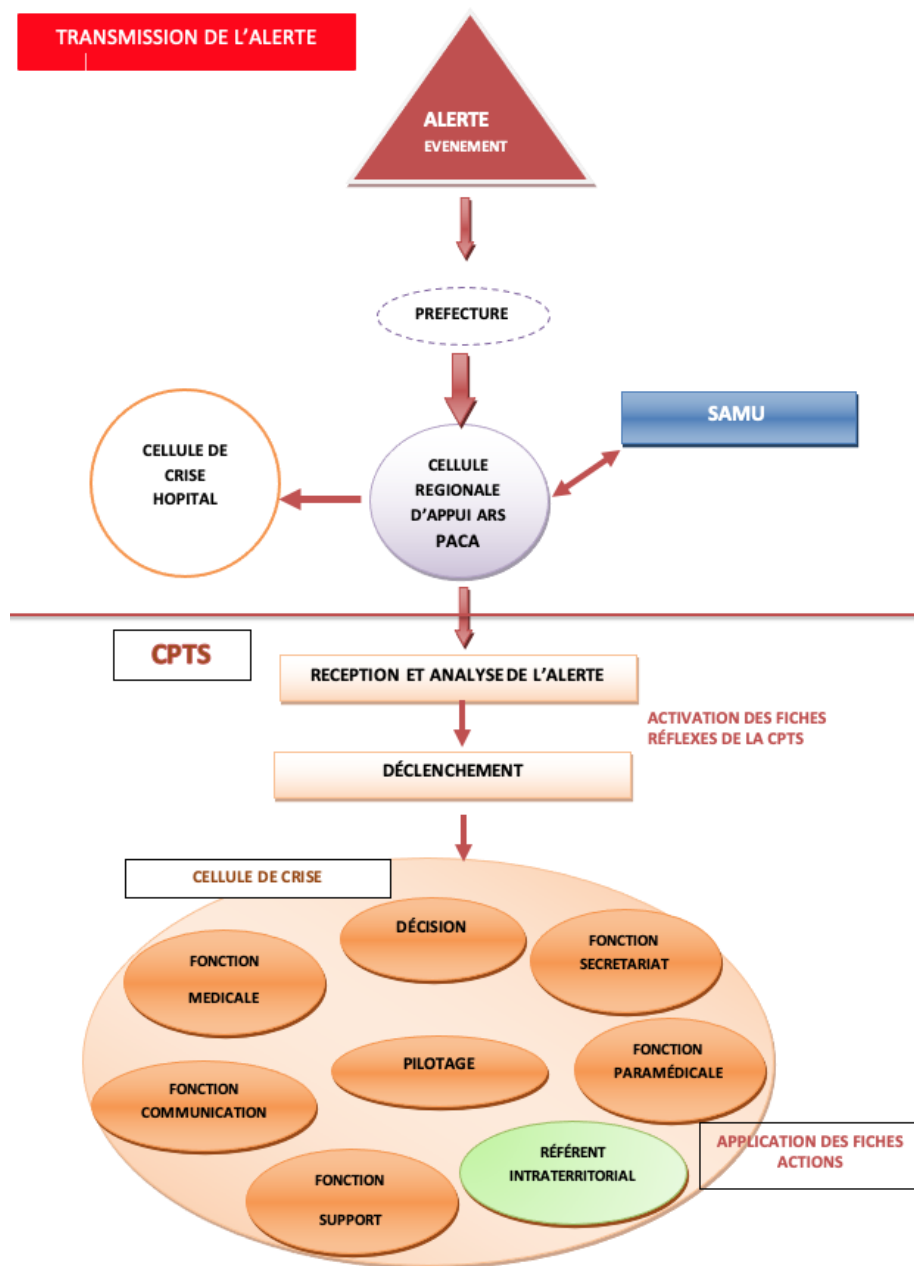 TRANSMISSION DE L'ALERTE
ALERTE
EVENEMENT
PREFECTURE
SAMU
CELLULE DE
CRISE
HOPITAL
CELLULE
REGIONALE
D'APPUI ARS
PACA
CPTS
RECEPTION ET ANALYSE DE L'ALERTE
ACTIVATION DES FICHES
RÉFLEXES DE LA CPTS
DÉCLENCHEMENT
CELLULE DE CRISE
DÉCISION
FONCTION
SECRETARIAT
FONCTION
MEDICALE
PILOTAGE
FONCTION
PARAMÉDICALE
FONCTION
COMMUNICATION
RÉFÉRENT
INTRATERRITORIAL
APPLICATION DES FICHES
ACTIONS
FONCTION
SUPPORT